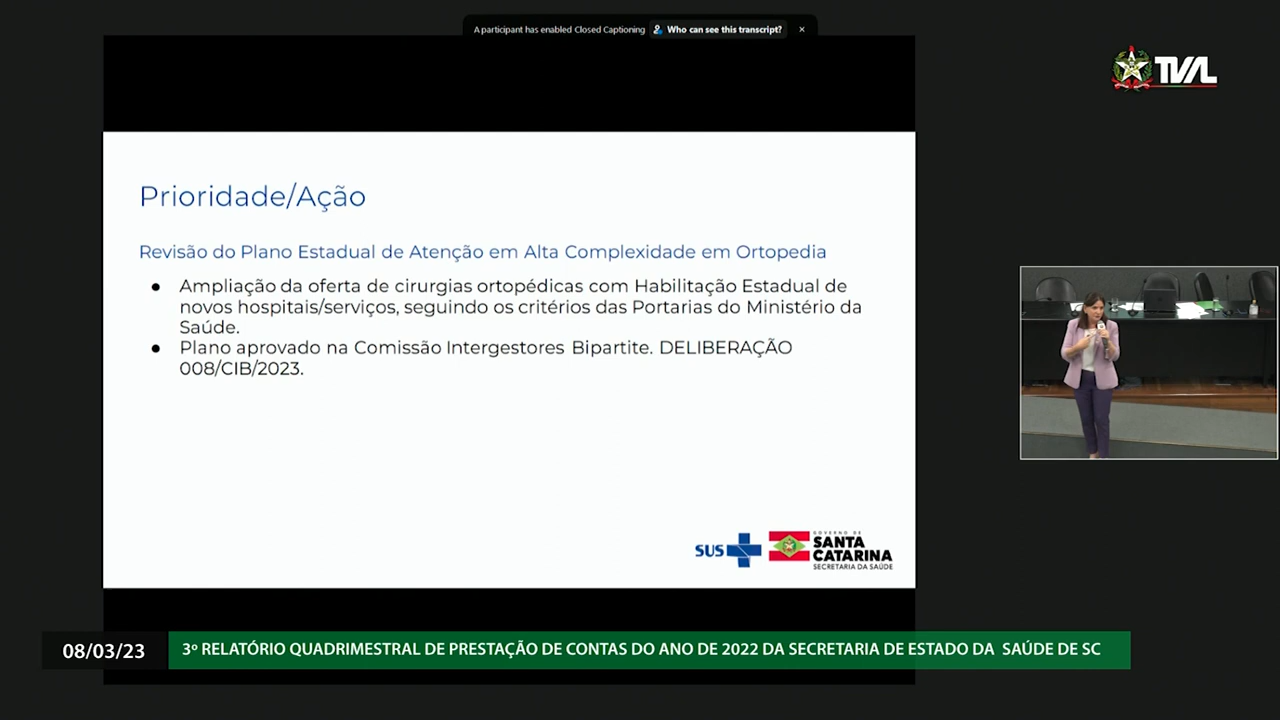 A participant has enabled Closed Captioning Who can see this transcript? ×
TVAL
Prioridade/Ação
Revisão do Plano Estadual de Atenção em Alta Complexidade em Ortopedia
● Ampliação da oferta de cirurgias ortopédicas com Habilitação Estadual de
novos hospitais/serviços, seguindo os critérios das Portarias do Ministério da
Saúde.
● Plano aprovado na Comissão Intergestores Bipartite. DELIBERAÇÃO
008/CIB/2023.
SUS
GOVERNO DE
SANTA
CATARINA
SECRETARIA DA SAÚDE
08/03/23
3º RELATÓRIO QUADRIMESTRAL DE PRESTAÇÃO DE CONTAS DO ANO DE 2022 DA SECRETARIA DE ESTADO DA SAÚDE DE SC